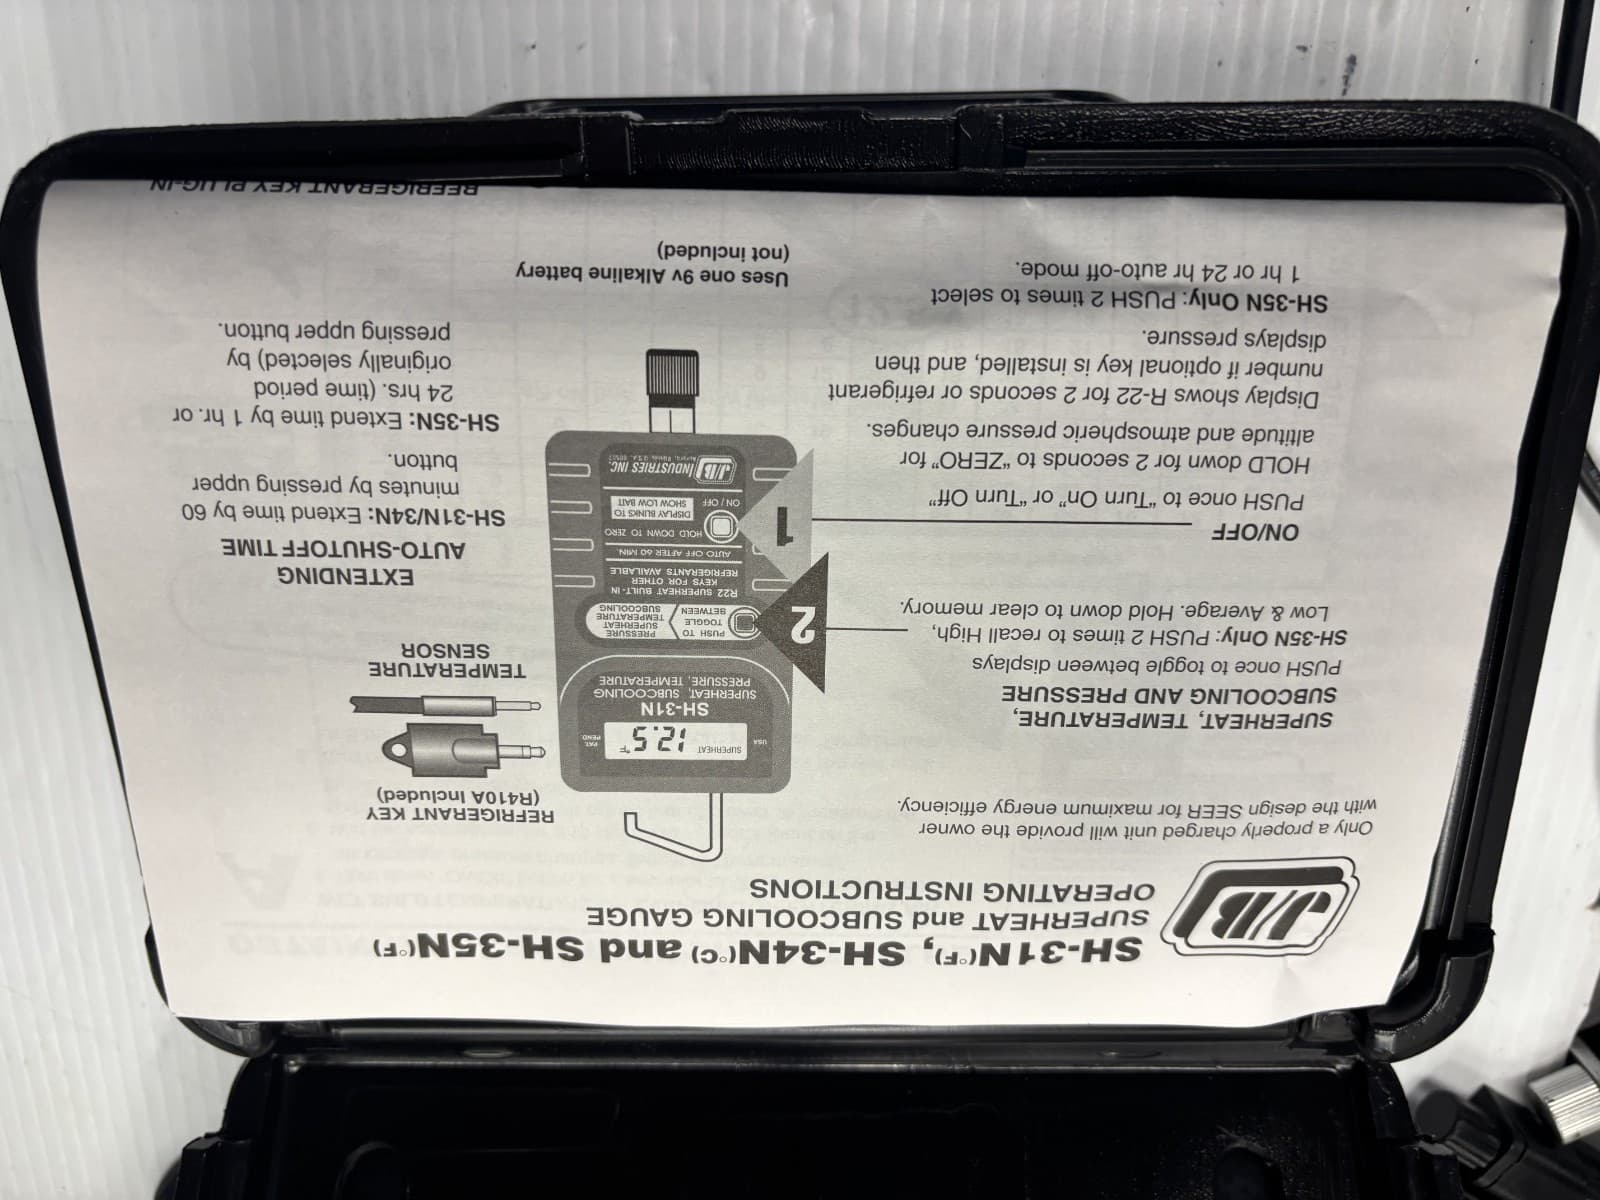 J/B
SH-31N(°F), SH-34N(°C) and SH-35N(°F)
SUPERHEAT and SUBCOOLING GAUGE
OPERATING INSTRUCTIONS
Only a properly charged unit will provide the owner
with the design SEER for maximum energy efficiency.
SUPERHEAT, TEMPERATURE,
SUBCOOLING AND PRESSURE
PUSH once to toggle between displays
SH-35N Only: PUSH 2 times to recall High,
Low & Average. Hold down to clear memory.
ON/OFF
PUSH once to "Turn On" or "Turn Off"
HOLD down for 2 seconds to "ZERO" for
altitude and atmospheric pressure changes.
Display shows R-22 for 2 seconds or refrigerant
number if optional key is installed, and then
displays pressure.
SH-35N Only: PUSH 2 times to select
1 hr or 24 hr auto-off mode.
USA
SUPERHEAT
12.5 °F
PAT.
PEND.
SH-31N
SUPERHEAT, SUBCOOLING
PRESSURE, TEMPERATURE
2
PUSH TO
TOGGLE
BETWEEN
PRESSURE
SUPERHEAT
TEMPERATURE
SUBCOOLING
R22 SUPERHEAT BUILT-IN
KEYS FOR OTHER
REFRIGERANTS AVAILABLE
AUTO OFF AFTER 60 MIN.
1
HOLD DOWN TO ZERO
DISPLAY BLINKS TO
SHOW LOW BATT
ON / OFF
J/B INDUSTRIES INC.
Aurora, Illinois, U.S.A. 60507
Uses one 9v Alkaline battery
(not included)
REFRIGERANT KEY
(R410A Included)
TEMPERATURE
SENSOR
EXTENDING
AUTO-SHUTOFF TIME
SH-31N/34N: Extend time by 60
minutes by pressing upper
button.
SH-35N: Extend time by 1 hr. or
24 hrs. (time period
originally selected) by
pressing upper button.
REFRIGERANT KEY PLUG-IN